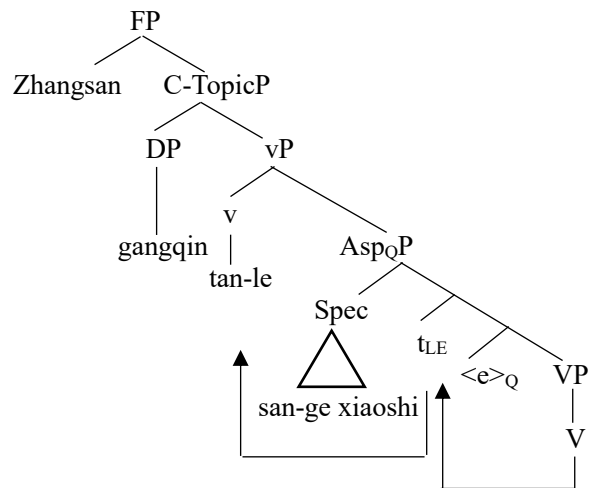 FP
Zhangsan C-TopicP
DP vP
v
gangqin AspQP
tan-le
Spec
tLE
<e>Q VP
san-ge xiaoshi
V